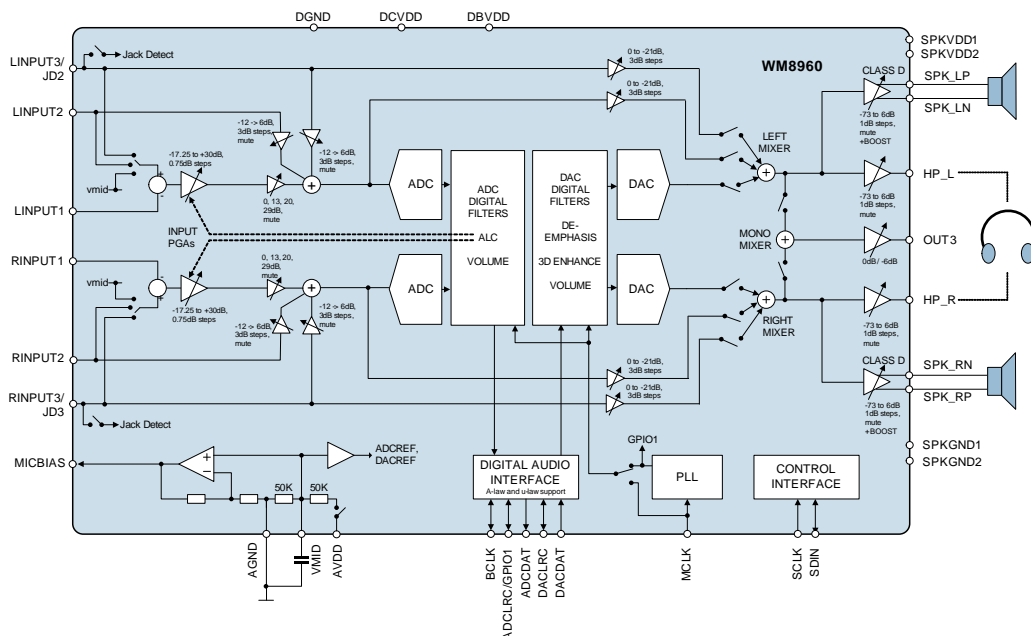 DGND
DCVDD
DBVDD
SPKVDD1
SPKVDD2
LINPUT3/
JD2
Jack Detect
0 to -21dB,
3dB steps
WM8960
CLASS D
SPK_LP
SPK_LN
-73 to 6dB
1dB steps,
mute
+BOOST
LINPUT2
-12 -> 6dB,
3dB steps,
mute
-12 -> 6dB,
3dB steps,
mute
0 to -21dB,
3dB steps
LEFT
MIXER
-17.25 to +30dB,
0.75dB steps
vmid
+
-
+
0, 13, 20,
29dB,
mute
ADC
ADC
DIGITAL
FILTERS
ALC
VOLUME
DAC
DIGITAL
FILTERS
DE-
EMPHASIS
3D ENHANCE
VOLUME
DAC
+
HP_L
-73 to 6dB
1dB steps,
mute
LINPUT1
INPUT
PGAs
MONO
MIXER
+
OUT3
0dB / -6dB
RINPUT1
0, 13, 20,
29dB,
mute
vmid
-
+
+
-17.25 to +30dB,
0.75dB steps
-12 -> 6dB,
3dB steps,
mute
-12 -> 6dB,
3dB steps,
mute
ADC
DAC
+
RIGHT
MIXER
HP_R
-73 to 6dB
1dB steps,
mute
RINPUT2
CLASS D
SPK_RN
SPK_RP
-73 to 6dB
1dB steps,
mute
+BOOST
0 to -21dB,
3dB steps
0 to -21dB,
3dB steps
RINPUT3/
JD3
Jack Detect
SPKGND1
SPKGND2
MICBIAS
+
-
ADCREF,
DACREF
50K
50K
DIGITAL AUDIO
INTERFACE
A-law and u-law support
GPIO1
PLL
CONTROL
INTERFACE
AGND
VMID
AVDD
BCLK
ADCLRC/GPIO1
ADCDAT
DACLRC
DACDAT
MCLK
SCLK
SDIN